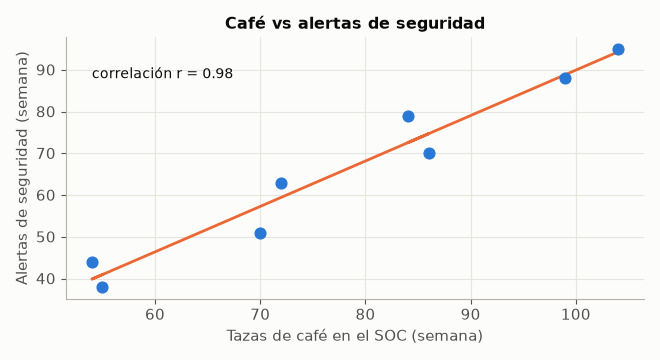 Café vs alertas de seguridad
correlación r = 0.98
Alertas de seguridad (semana)
90
80
70
60
50
40
60 70 80 90 100
Tazas de café en el SOC (semana)